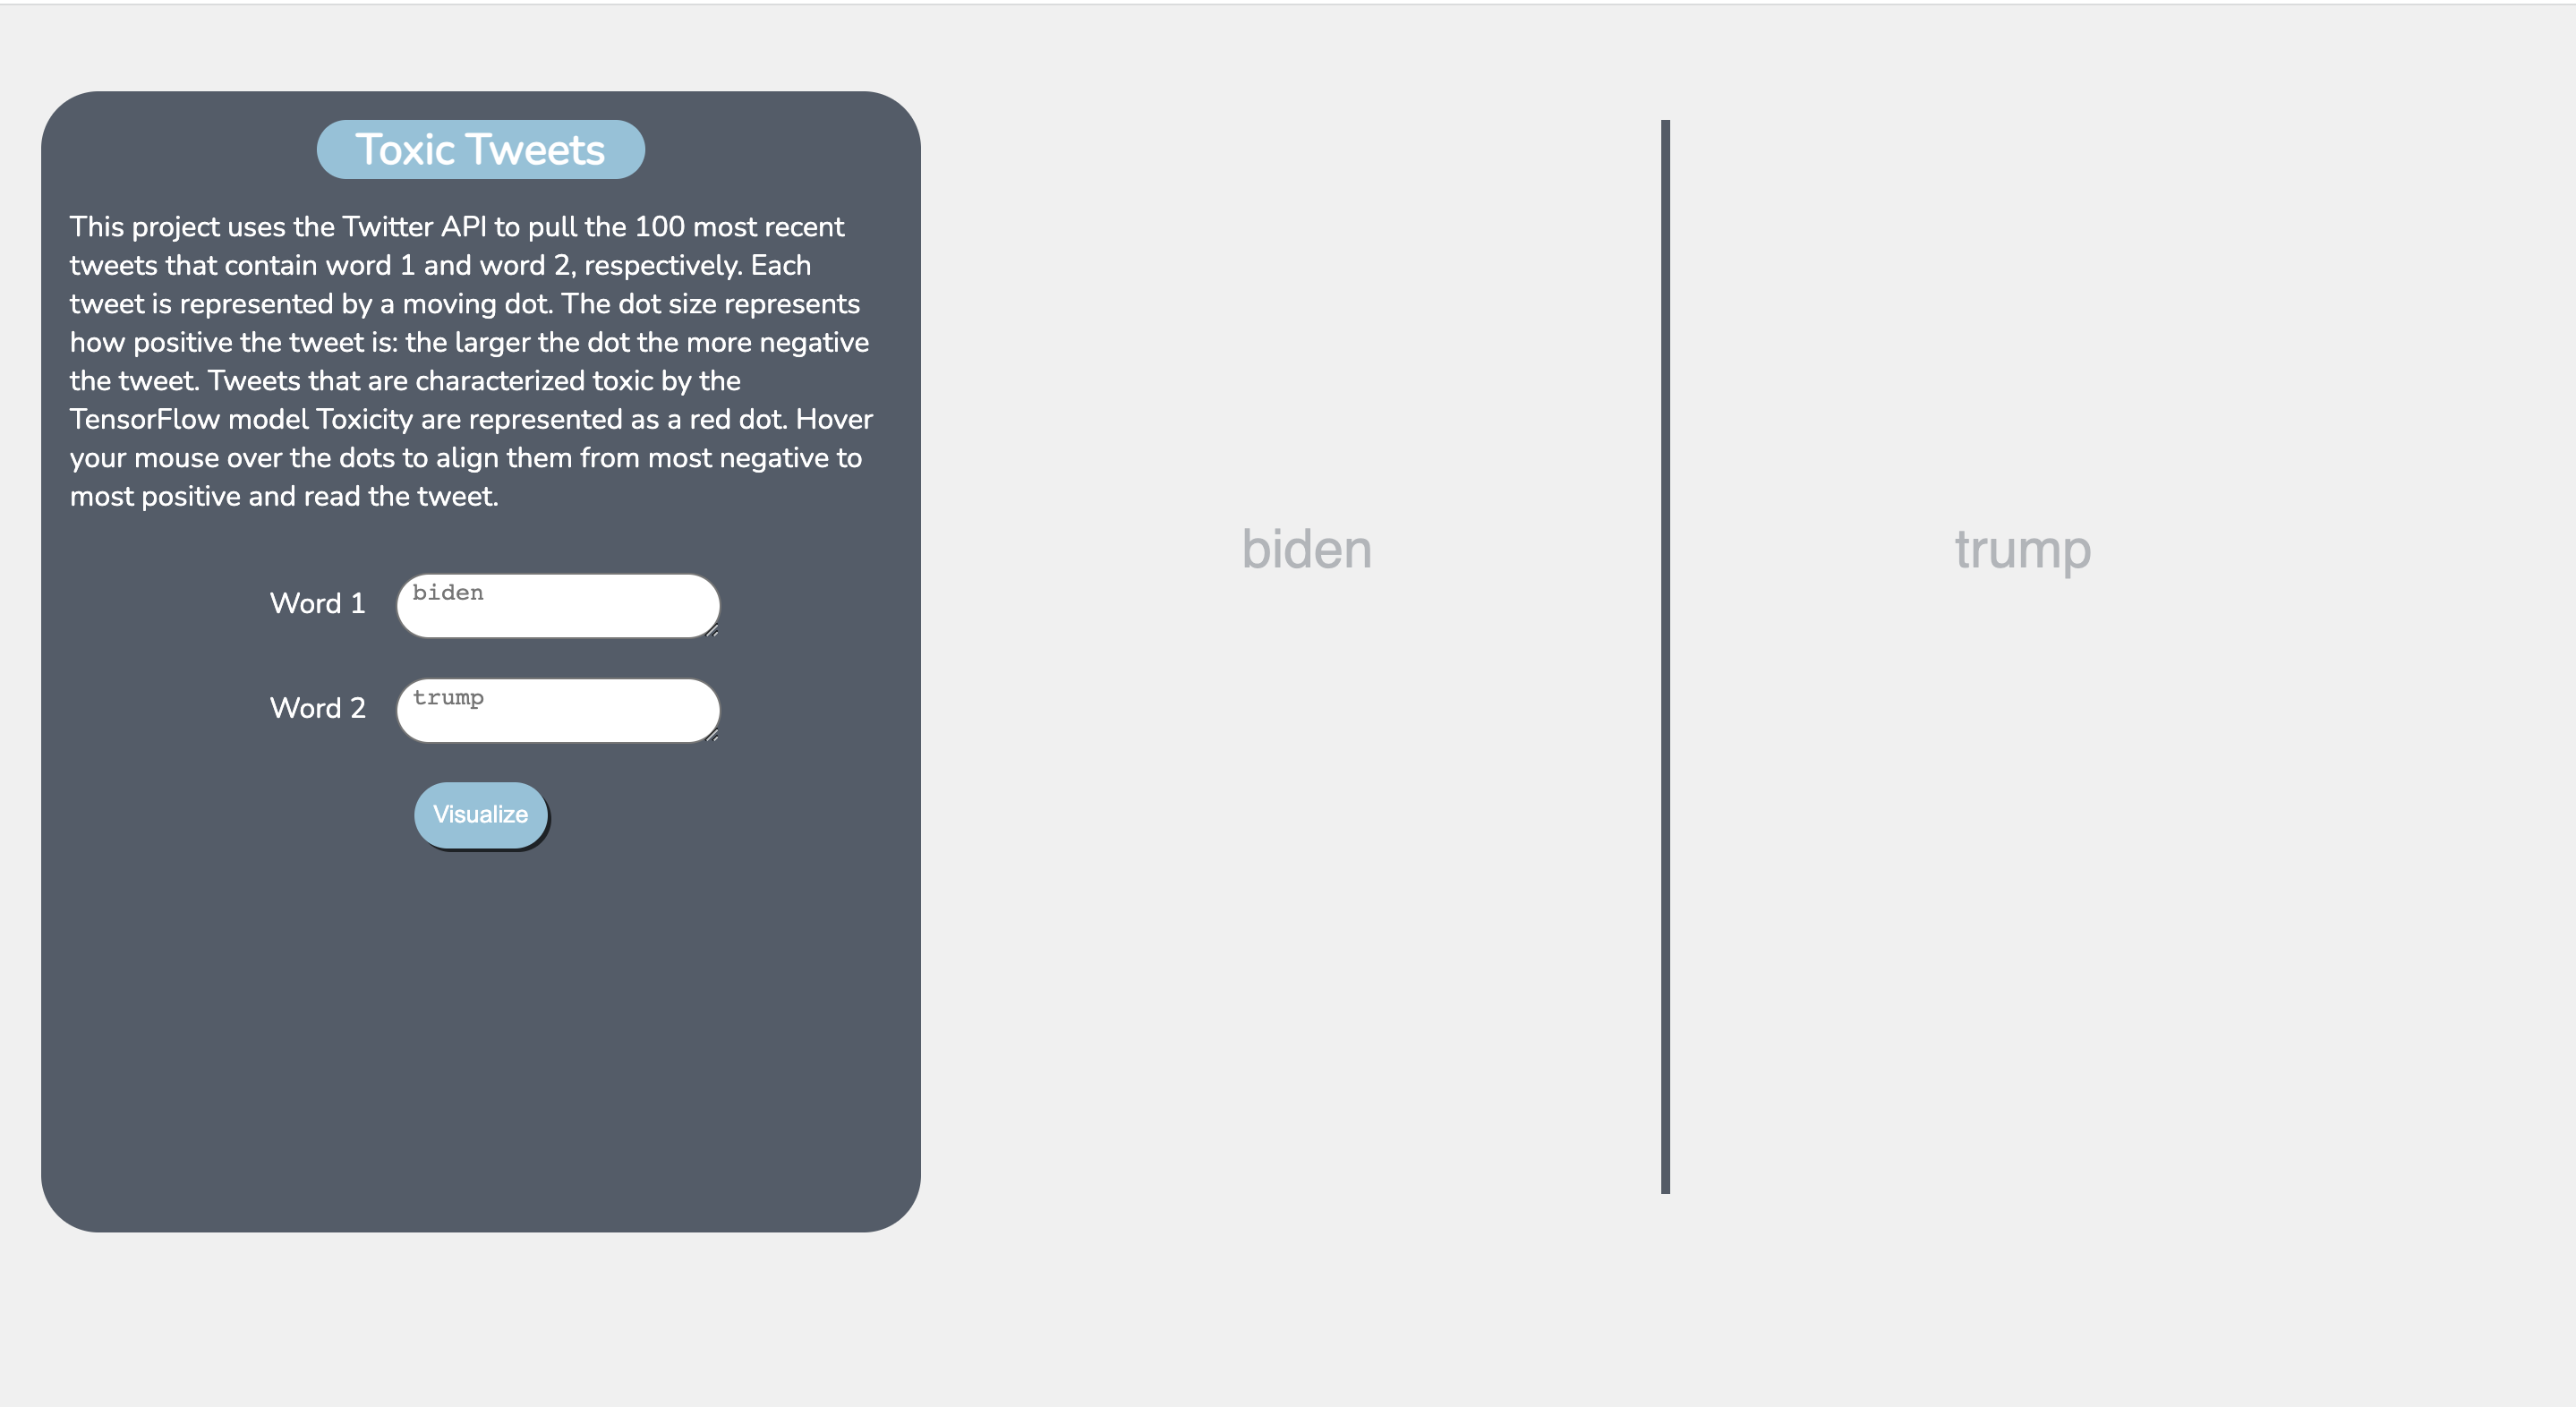 Toxic Tweets
This project uses the Twitter API to pull the 100 most recent
tweets that contain word 1 and word 2, respectively. Each
tweet is represented by a moving dot. The dot size represents
how positive the tweet is: the larger the dot the more negative
the tweet. Tweets that are characterized toxic by the
TensorFlow model Toxicity are represented as a red dot. Hover
your mouse over the dots to align them from most negative to
most positive and read the tweet.
Word 1 biden
Word 2 trump
Visualize
biden
trump